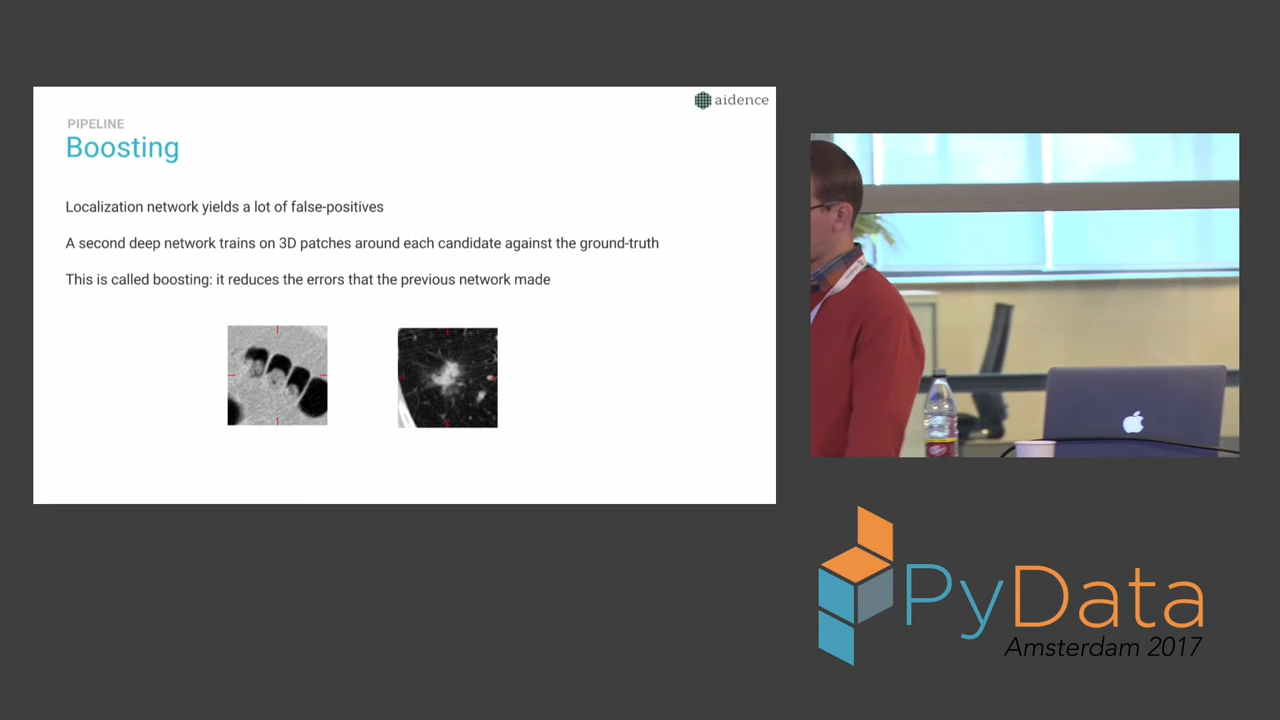 aidence
PIPELINE
Boosting
Localization network yields a lot of false-positives
A second deep network trains on 3D patches around each candidate against the ground-truth
This is called boosting: it reduces the errors that the previous network made
PyData
Amsterdam 2017